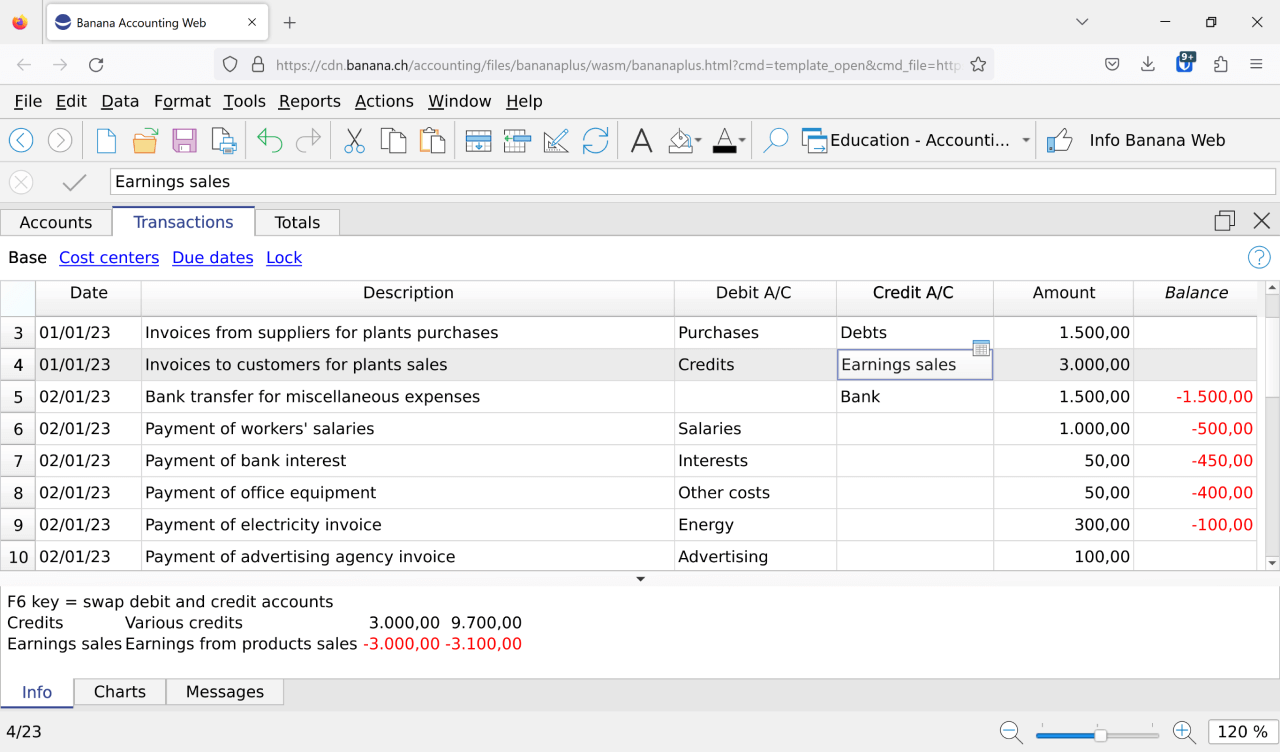 Banana Accounting Web
https://cdn.banana.ch/accounting/files/bananaplus/wasm/bananaplus.html?cmd=template_open&cmd_file=http
9+
File Edit Data Format Tools Reports Actions Window Help
Education - Accounti... Info Banana Web
Earnings sales
Accounts Transactions Totals
Base Cost centers Due dates Lock
Date Description Debit A/C Credit A/C Amount Balance
3 01/01/23 Invoices from suppliers for plants purchases Purchases Debts 1.500,00
4 01/01/23 Invoices to customers for plants sales Credits Earnings sales 3.000,00
5 02/01/23 Bank transfer for miscellaneous expenses Bank 1.500,00 -1.500,00
6 02/01/23 Payment of workers' salaries Salaries 1.000,00 -500,00
7 02/01/23 Payment of bank interest Interests 50,00 -450,00
8 02/01/23 Payment of office equipment Other costs 50,00 -400,00
9 02/01/23 Payment of electricity invoice Energy 300,00 -100,00
10 02/01/23 Payment of advertising agency invoice Advertising 100,00
F6 key = swap debit and credit accounts
Credits Various credits 3.000,00 9.700,00
Earnings sales Earnings from products sales -3.000,00 -3.100,00
Info Charts Messages
4/23 120 %